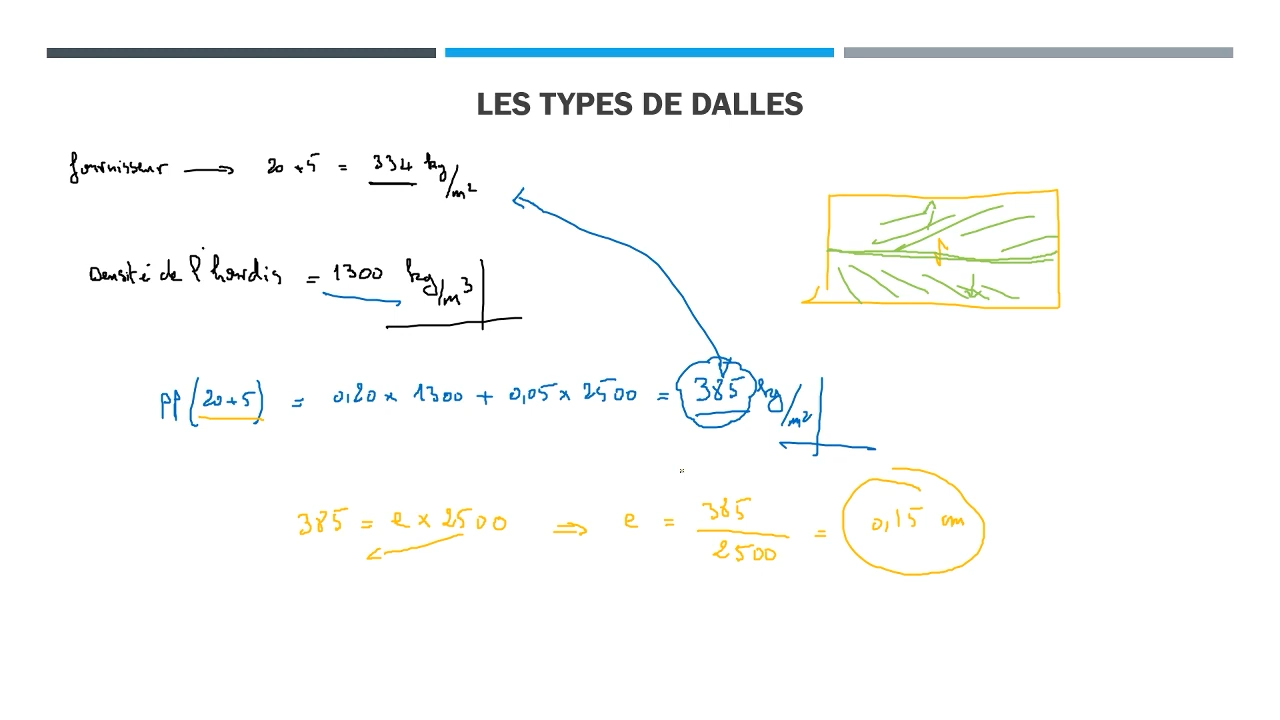 LES TYPES DE DALLES
fournisseur → 20+5 = 334 kg/m²
Densité de l'hourdis = 1300 kg/m³
PP(20+5) = 0,20 x 1300 + 0,05 x 2500 = 385 kg/m²
385 = e x 2500 ⇒ e = 385/2500 = 0,15 cm